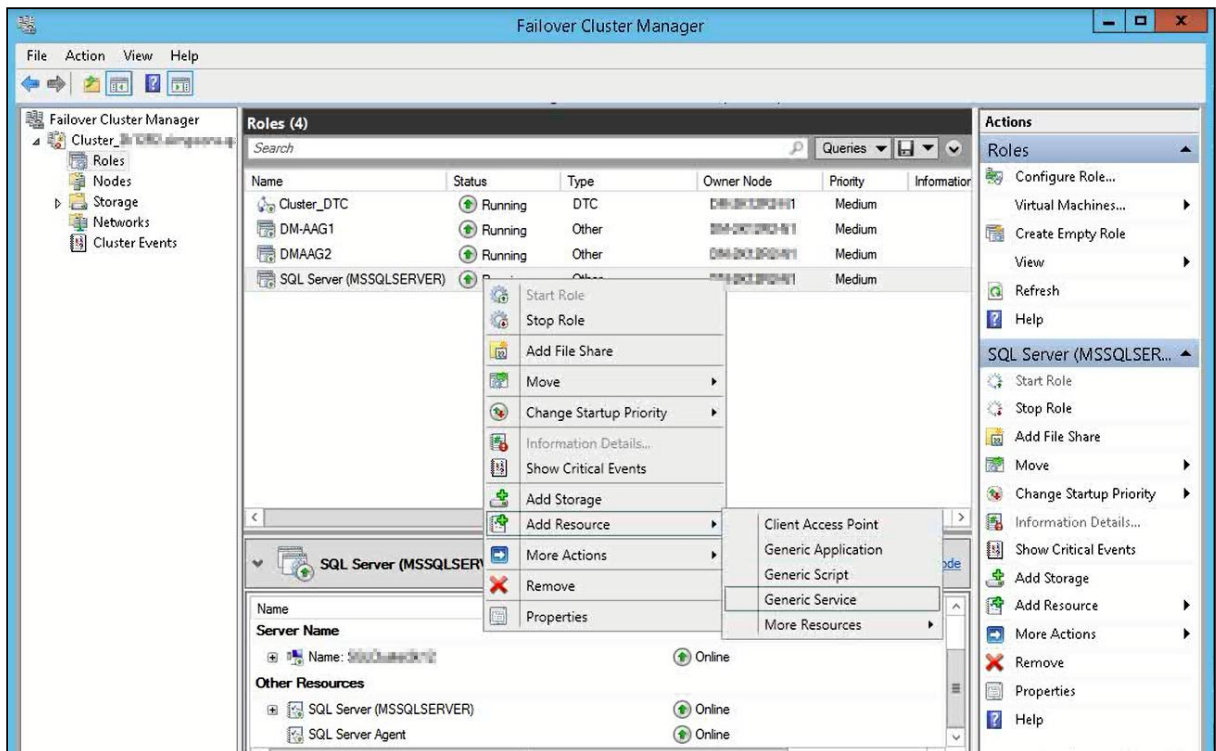 Failover Cluster Manager
File Action View Help
Failover Cluster Manager
Cluster_
Roles
Nodes
Storage
Networks
Cluster Events
Roles (4)
Search
Queries
Name Status Type Owner Node Priority Information
Cluster_DTC Running DTC Medium
DM-AAG1 Running Other Medium
DMAAG2 Running Other Medium
SQL Server (MSSQLSERVER) Medium
Start Role
Stop Role
Add File Share
Move
Change Startup Priority
Information Details...
Show Critical Events
Add Storage
Add Resource
More Actions
Remove
Properties
Client Access Point
Generic Application
Generic Script
Generic Service
More Resources
SQL Server (MSSQLSER
Name
Server Name
Name:
Online
Other Resources
SQL Server (MSSQLSERVER) Online
SQL Server Agent Online
Actions
Roles
Configure Role...
Virtual Machines...
Create Empty Role
View
Refresh
Help
SQL Server (MSSQLSER...
Start Role
Stop Role
Add File Share
Move
Change Startup Priority
Information Details...
Show Critical Events
Add Storage
Add Resource
More Actions
Remove
Properties
Help